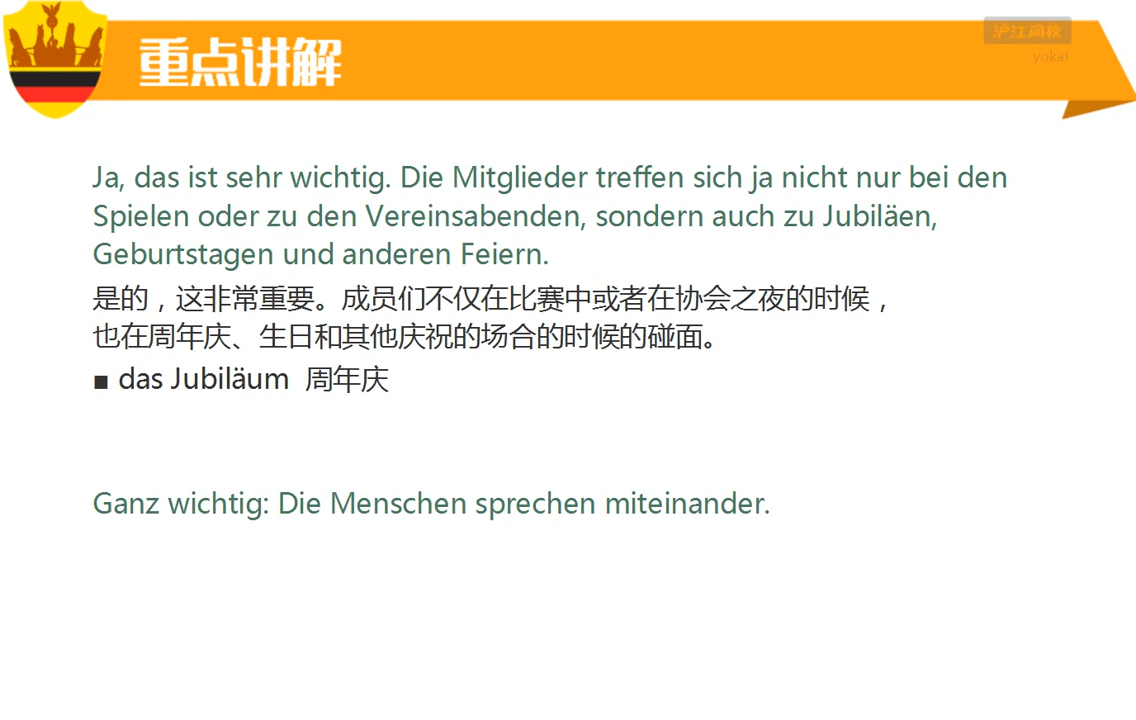 沪江网校
yokat
重点讲解
Ja, das ist sehr wichtig. Die Mitglieder treffen sich ja nicht nur bei den
Spielen oder zu den Vereinsabenden, sondern auch zu Jubiläen,
Geburtstagen und anderen Feiern.
是的，这非常重要。成员们不仅在比赛中或者在协会之夜的时候，
也在周年庆、生日和其他庆祝的场合的时候的碰面。
■ das Jubiläum 周年庆
Ganz wichtig: Die Menschen sprechen miteinander.